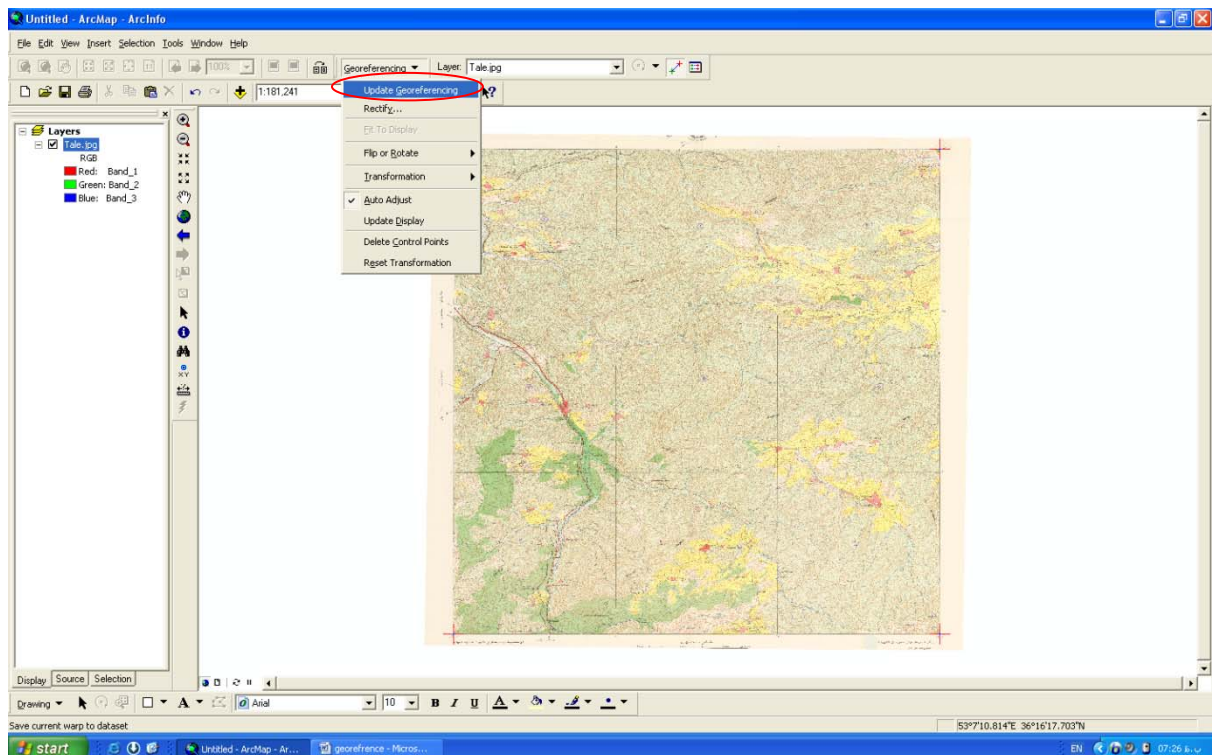 Untitled - ArcMap - ArcInfo
File Edit View Insert Selection Tools Window Help
100% Georeferencing Layer: Tale.jpg
1:181,241
Update Georeferencing
Rectify...
Fit To Display
Flip or Rotate
Transformation
Auto Adjust
Update Display
Delete Control Points
Reset Transformation
Layers
Tale.jpg
RGB
Red: Band_1
Green: Band_2
Blue: Band_3
XY
Display Source Selection
Drawing A Arial 10 B I U A
Save current warp to dataset 53°7'10.814"E 36°16'17.703"N
start Untitled - ArcMap - Ar... georefrence - Micros... EN 07:26 ب.ظ